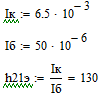 Iк := 6.5 · 10⁻³
Iб := 50 · 10⁻⁶
h21э := Iк / Iб = 130